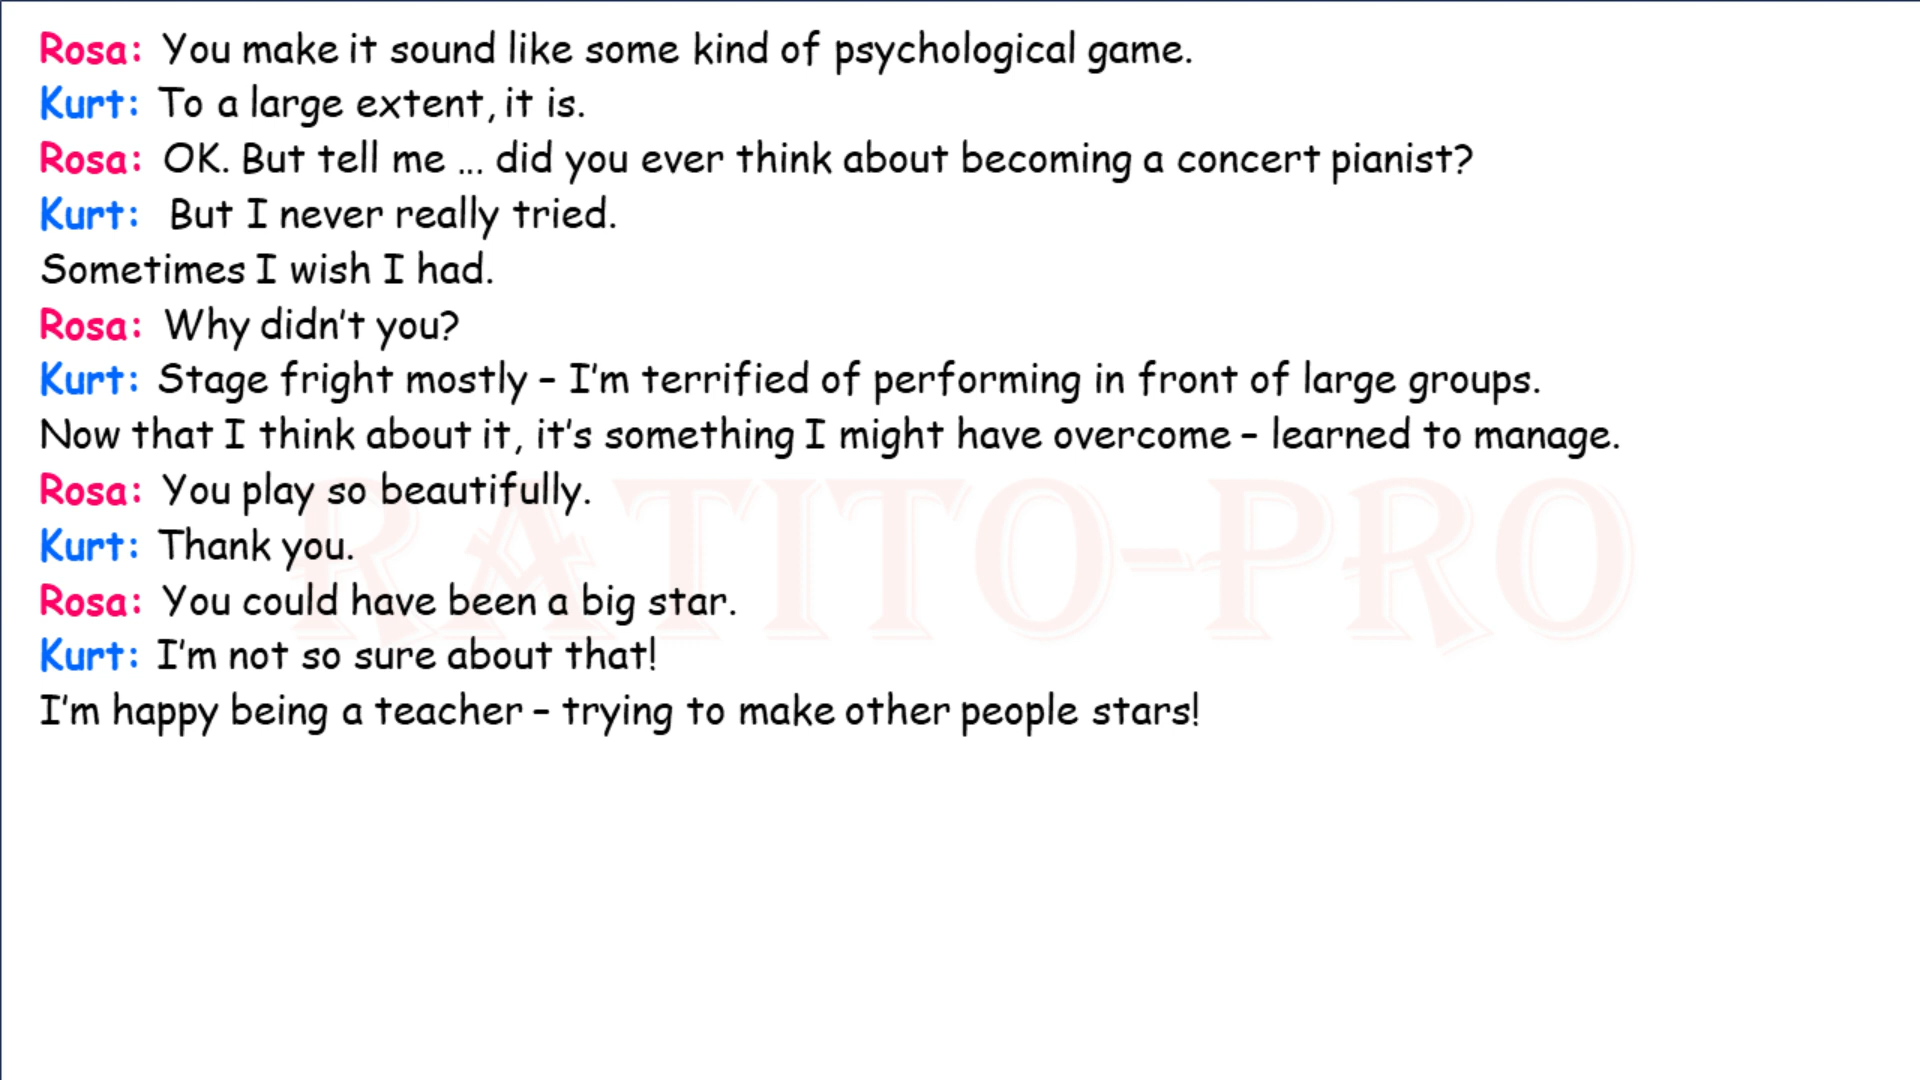 Rosa: You make it sound like some kind of psychological game.
Kurt: To a large extent, it is.
Rosa: OK. But tell me ... did you ever think about becoming a concert pianist?
Kurt: But I never really tried.
Sometimes I wish I had.
Rosa: Why didn't you?
Kurt: Stage fright mostly – I'm terrified of performing in front of large groups.
Now that I think about it, it's something I might have overcome – learned to manage.
Rosa: You play so beautifully.
Kurt: Thank you.
RATITO-PRO
Rosa: You could have been a big star.
Kurt: I'm not so sure about that!
I'm happy being a teacher – trying to make other people stars!